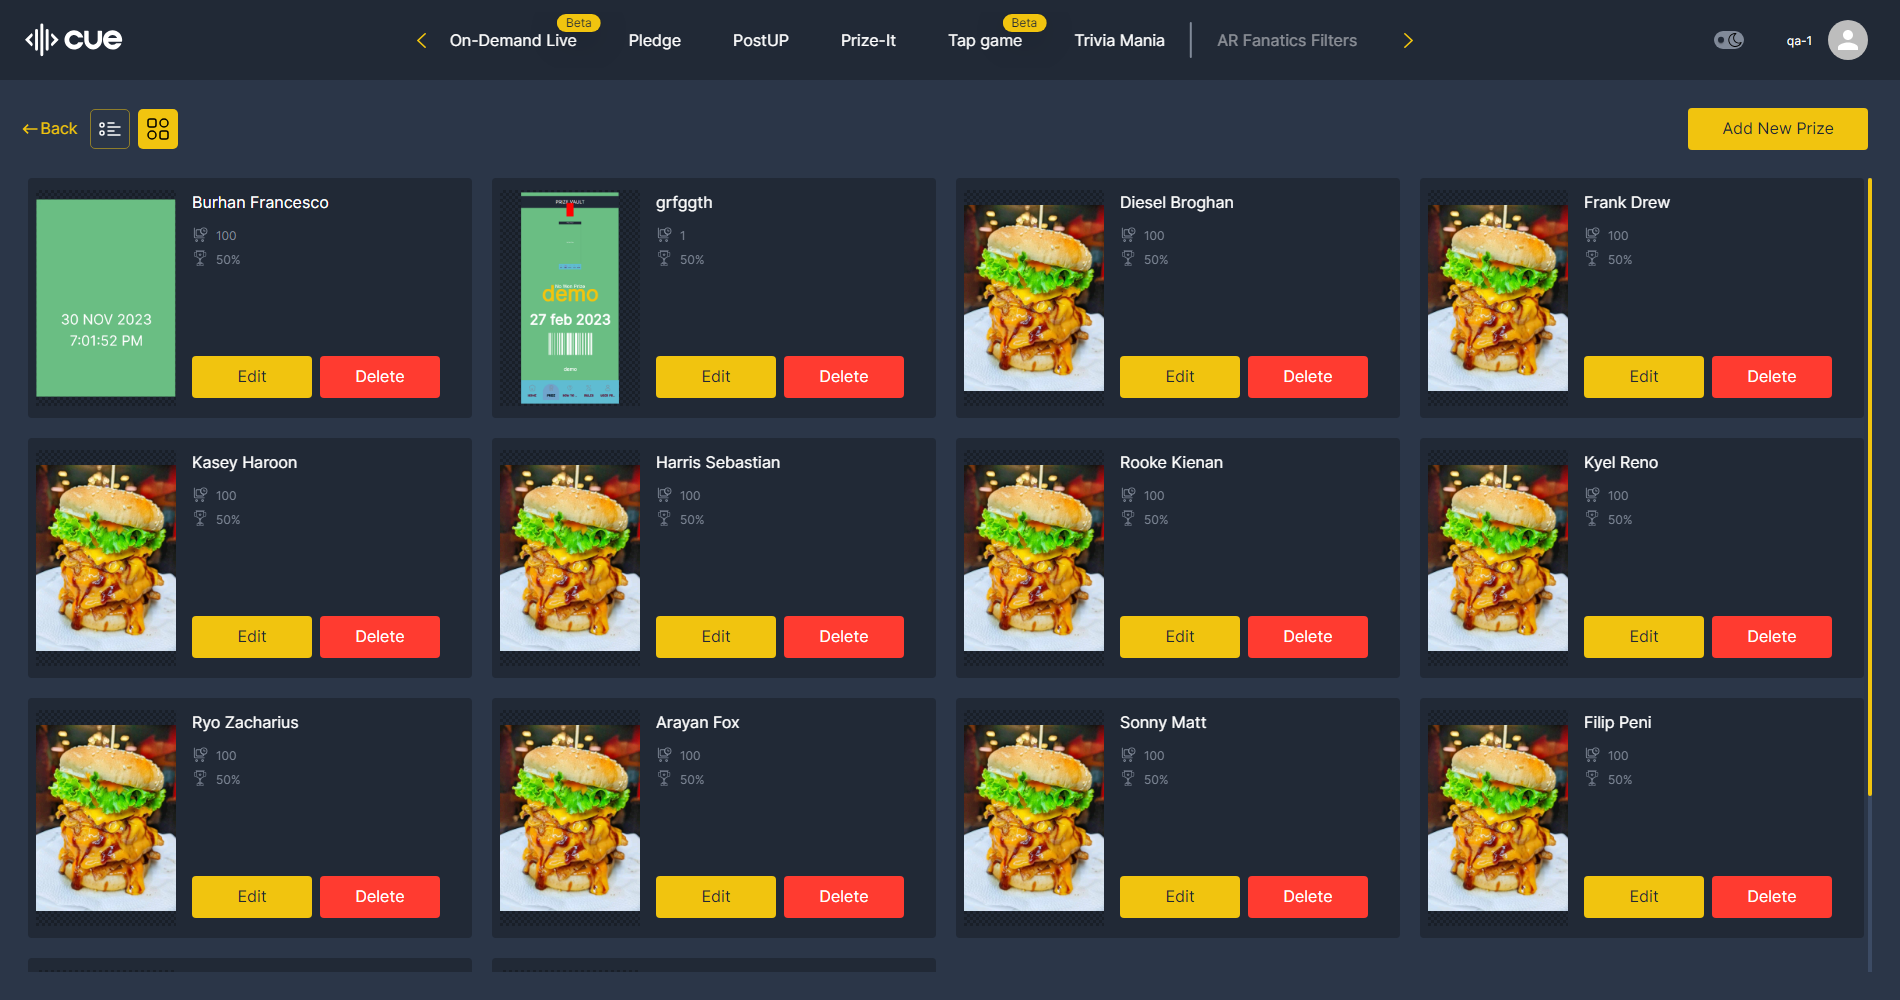 cue
On-Demand Live
Beta
Pledge
PostUP
Prize-It
Tap game
Beta
Trivia Mania
AR Fanatics Filters
qa-1
Back
Add New Prize
Burhan Francesco
100
50%
30 NOV 2023
7:01:52 PM
Edit
Delete
grfggth
1
50%
PRIZE VAULT
demo
27 feb 2023
demo
Edit
Delete
Diesel Broghan
100
50%
Edit
Delete
Frank Drew
100
50%
Edit
Delete
Kasey Haroon
100
50%
Edit
Delete
Harris Sebastian
100
50%
Edit
Delete
Rooke Kienan
100
50%
Edit
Delete
Kyel Reno
100
50%
Edit
Delete
Ryo Zacharius
100
50%
Edit
Delete
Arayan Fox
100
50%
Edit
Delete
Sonny Matt
100
50%
Edit
Delete
Filip Peni
100
50%
Edit
Delete